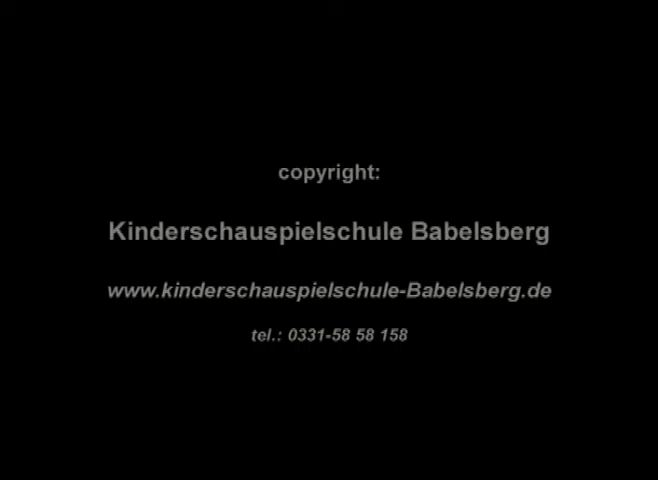 copyright:
Kinderschauspielschule Babelsberg
www.kinderschauspielschule-Babelsberg.de
tel.: 0331-58 58 158